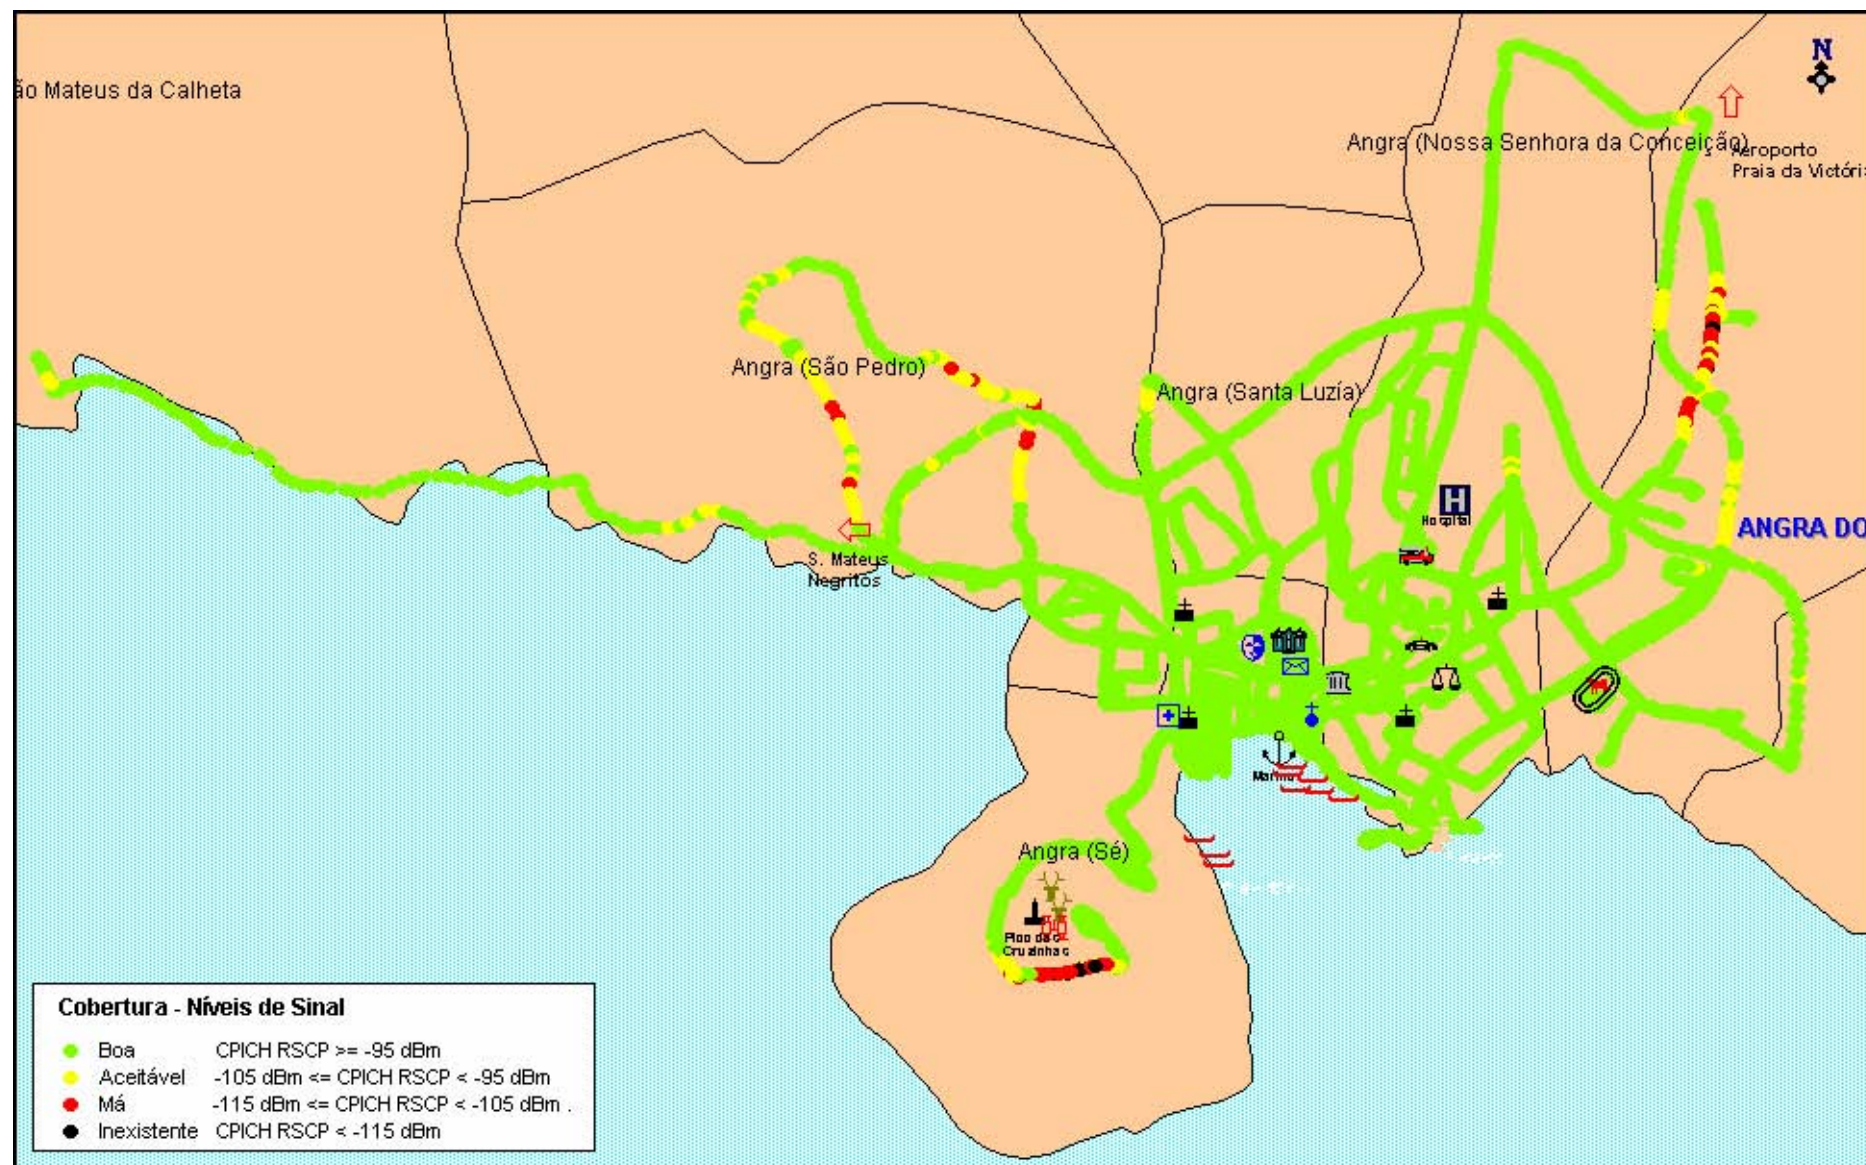 N
ão Mateus da Calheta
Angra (Nossa Senhora da Conceição)
Aeroporto
Praia da Victóri
Angra (São Pedro)
Angra (Santa Luzía)
H
Hospital
ANGRA DO
S. Mateus
Negritos
Marina
Angra (Sé)
Pico das
Cruzinhas
Cobertura - Níveis de Sinal
Boa CPICH RSCP >= -95 dBm
Aceitável -105 dBm <= CPICH RSCP < -95 dBm
Má -115 dBm <= CPICH RSCP < -105 dBm .
Inexistente CPICH RSCP < -115 dBm